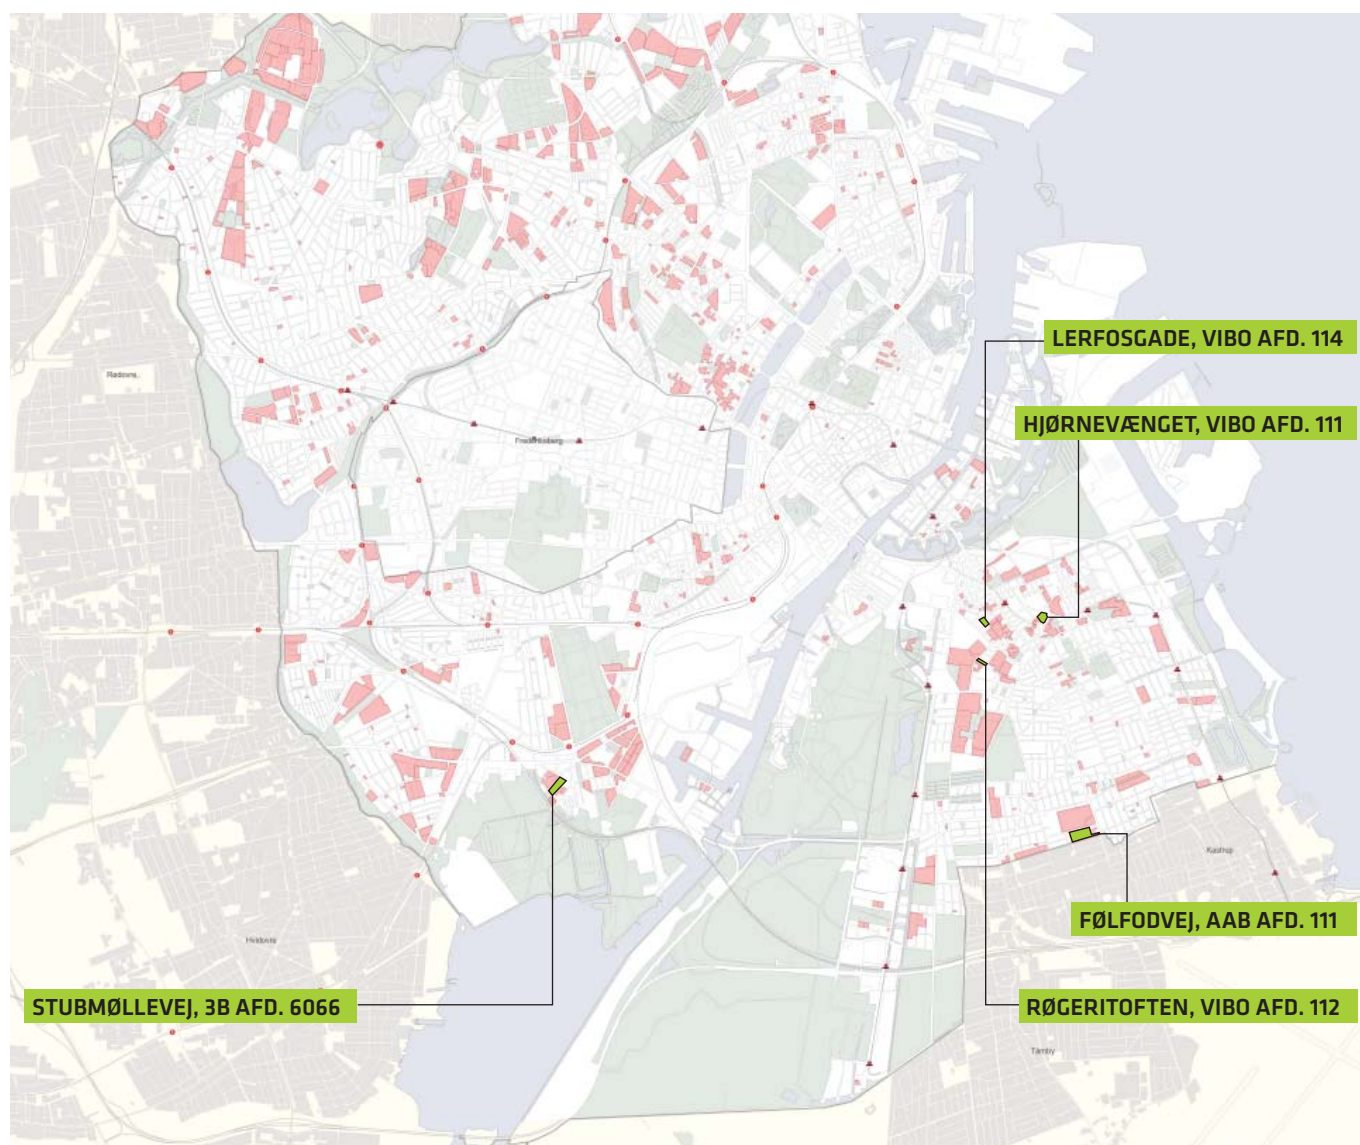 LERFOSGADE, VIBO AFD. 114
Rødovre
HJØRNEVÆNGET, VIBO AFD. 111
Frederiksberg
Kastrup
FØLFODVEJ, AAB AFD. 111
Hvidovre
STUBMØLLEVEJ, 3B AFD. 6066
RØGERITOFTEN, VIBO AFD. 112
Tårnby